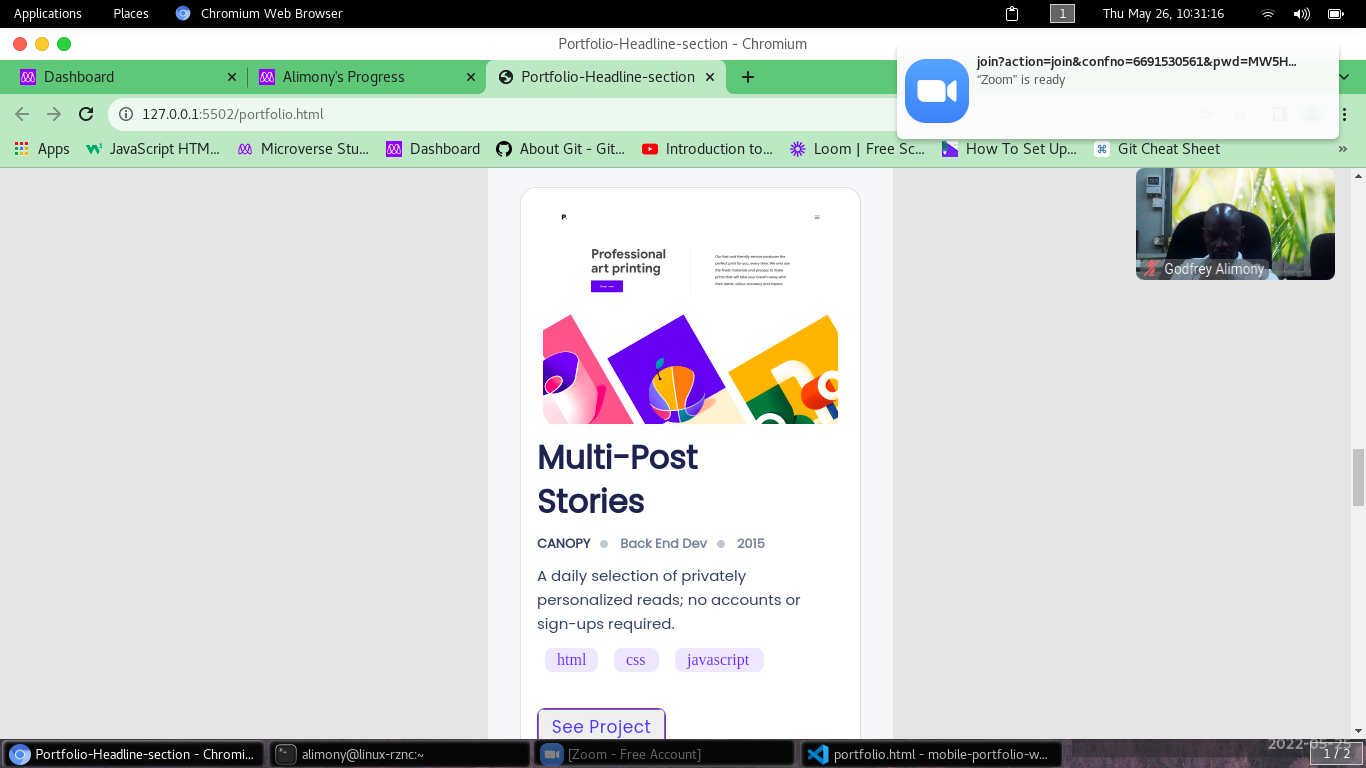 Applications Places Chromium Web Browser 1 Thu May 26, 10:31:16
Portfolio-Headline-section - Chromium
Dashboard Alimony's Progress Portfolio-Headline-section
join?action=join&confno=6691530561&pwd=MW5H...
“Zoom” is ready
127.0.0.1:5502/portfolio.html
Apps JavaScript HTM... Microverse Stu... Dashboard About Git - Git... Introduction to... Loom | Free Sc... How To Set Up... Git Cheat Sheet »
P.
Professional
art printing
Our fast and friendly service produces the
perfect print for you, every time. We only use
the finest materials and process to make
prints that will take your breath away with
their detail, colour accuracy and impact.
Godfrey Alimony
Multi-Post
Stories
CANOPY Back End Dev 2015
A daily selection of privately
personalized reads; no accounts or
sign-ups required.
html css javascript
See Project
Portfolio-Headline-section - Chromi... alimony@linux-rznc:~ [Zoom - Free Account] portfolio.html - mobile-portfolio-w...
2022-05-25
1 / 2